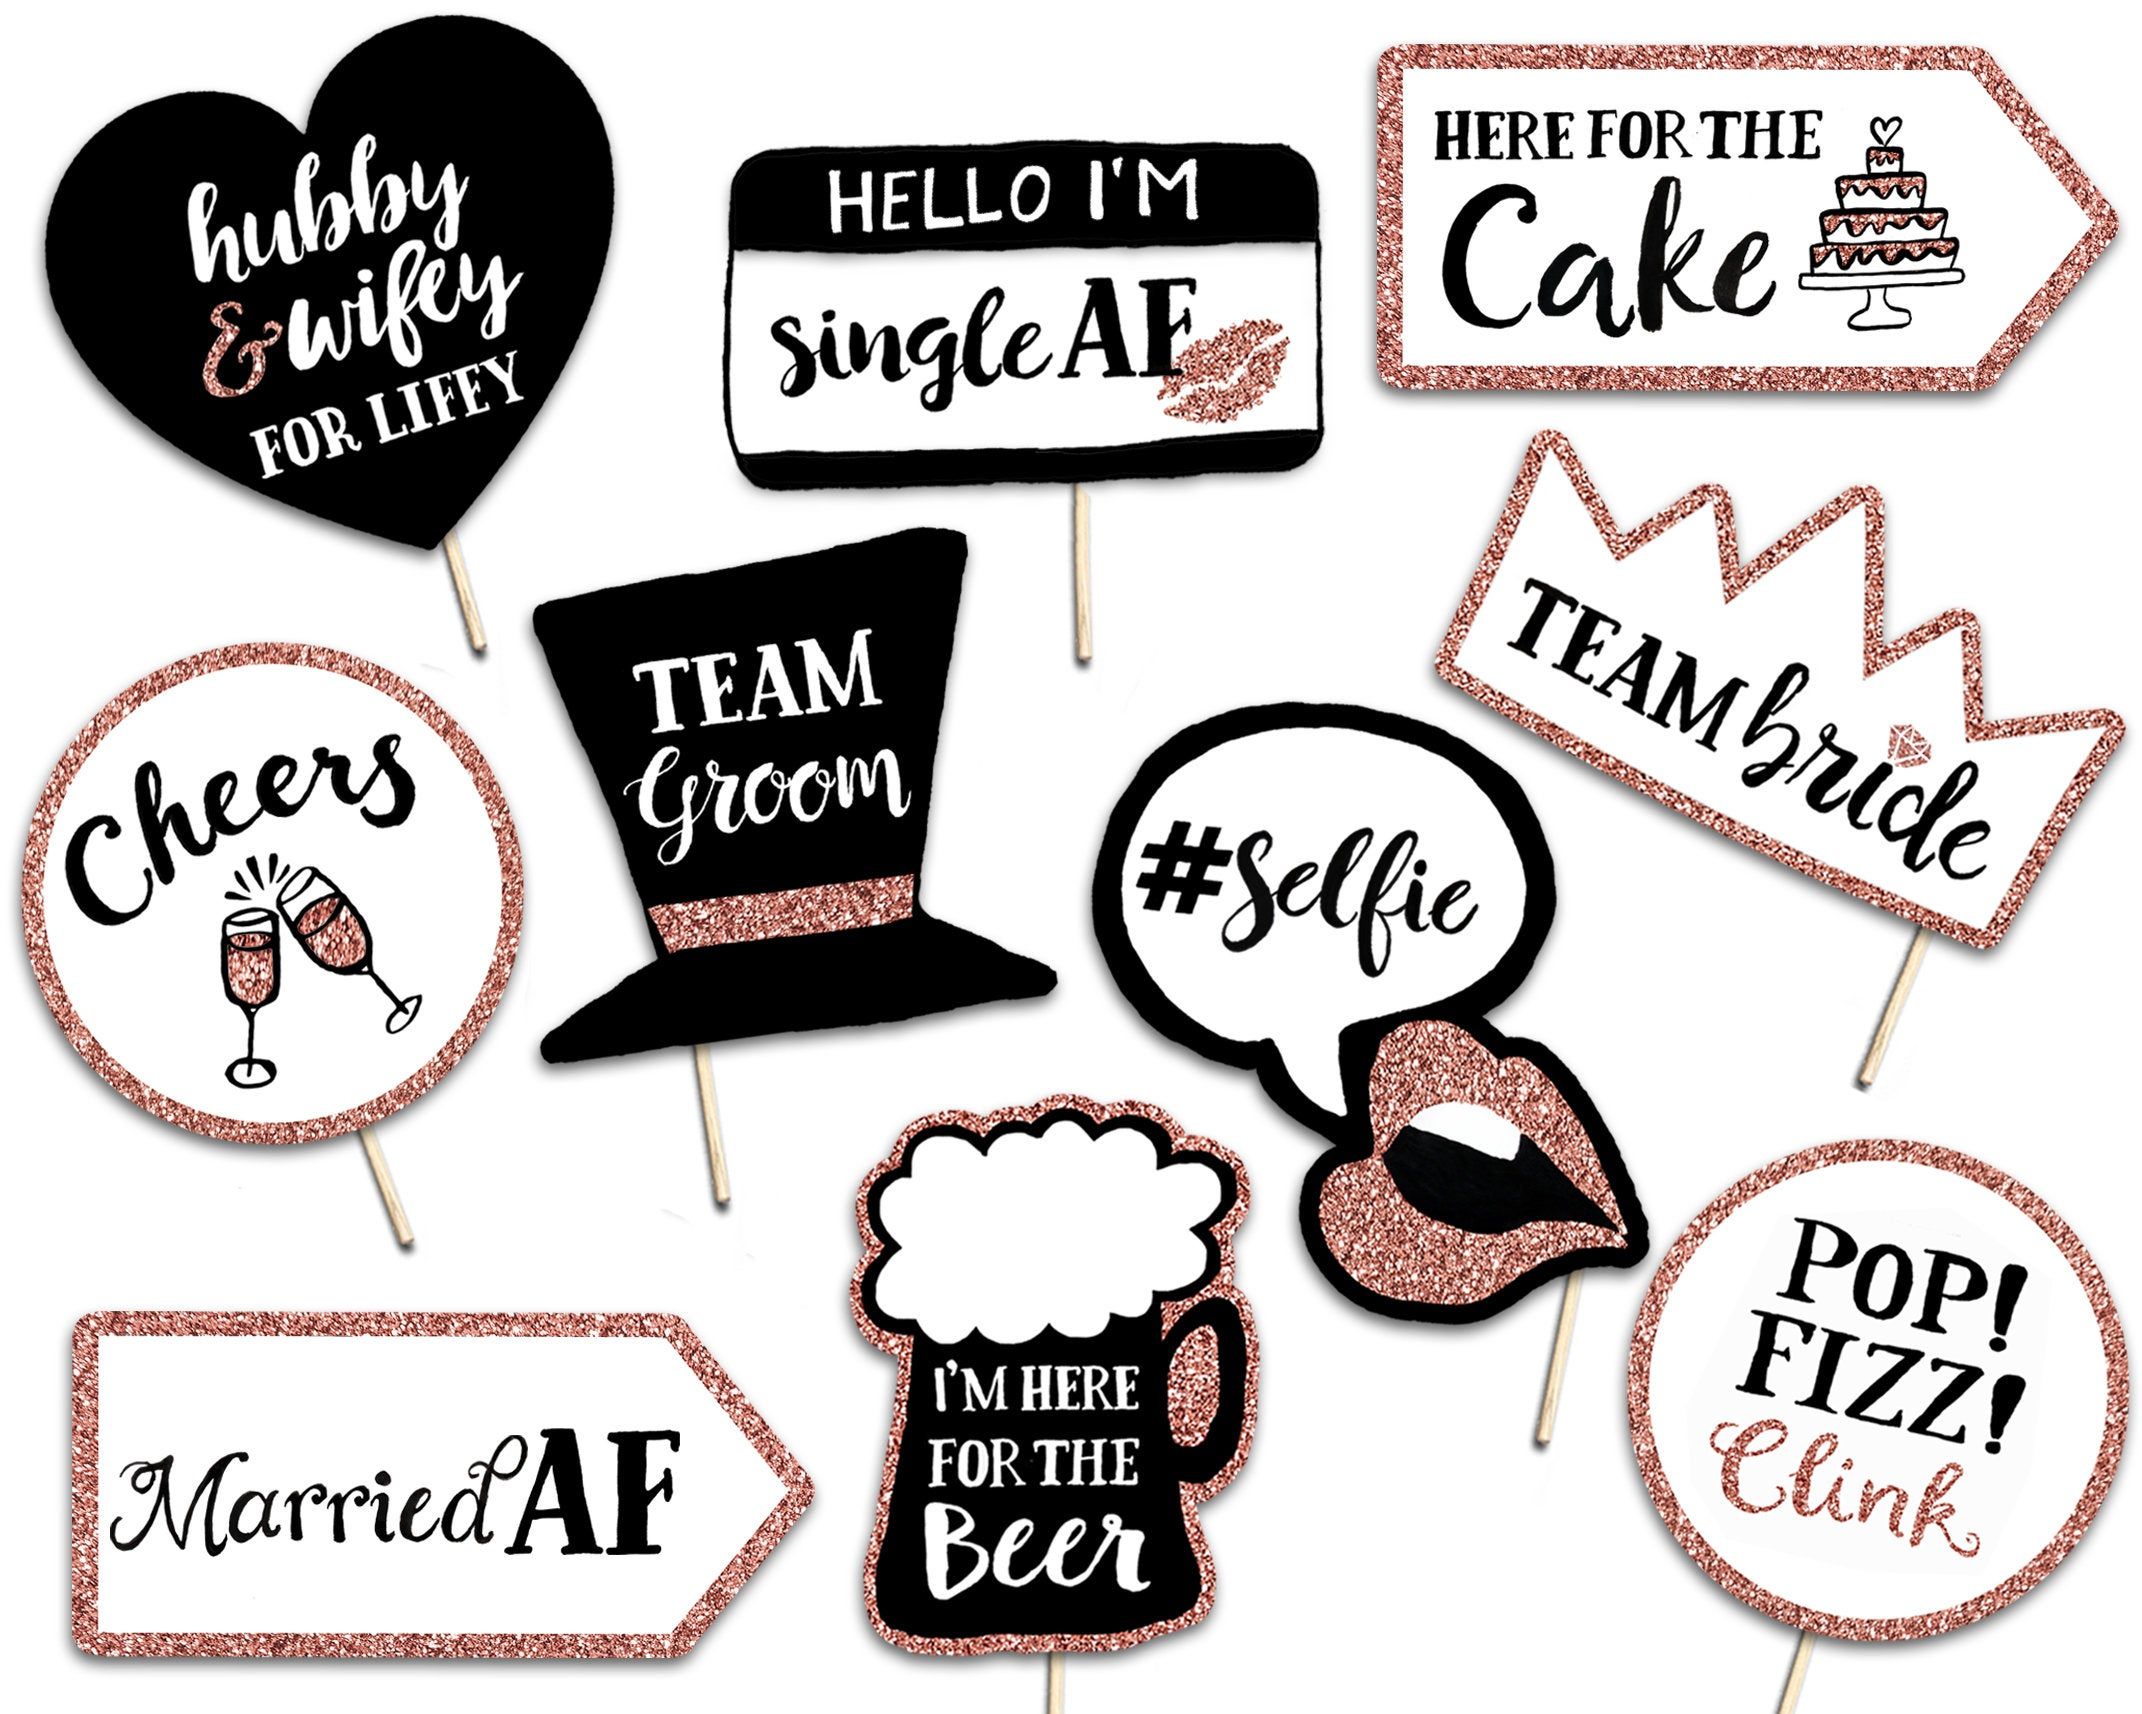 hubby
& wifey
FOR LIFEY
HELLO I'M
single AF
HERE FOR THE
Cake
TEAM bride
TEAM
Groom
Cheers
#Selfie
I'M HERE
FOR THE
Beer
POP!
FIZZ!
Clink
Married AF